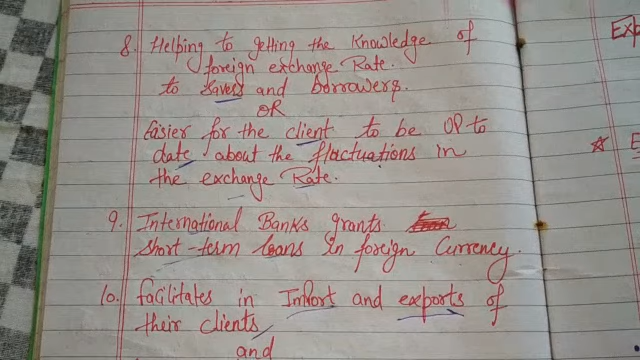 8. Helping to getting the Knowledge of
foreign exchange Rate.
to savers and borrowers.
OR
Easier for the client to be OP to
date about the fluctuations in
the exchange Rate.
9. International Banks grants
short-term loans in foreign Currency.
10. facilitates in Import and exports of
their clients
and
Exp
E